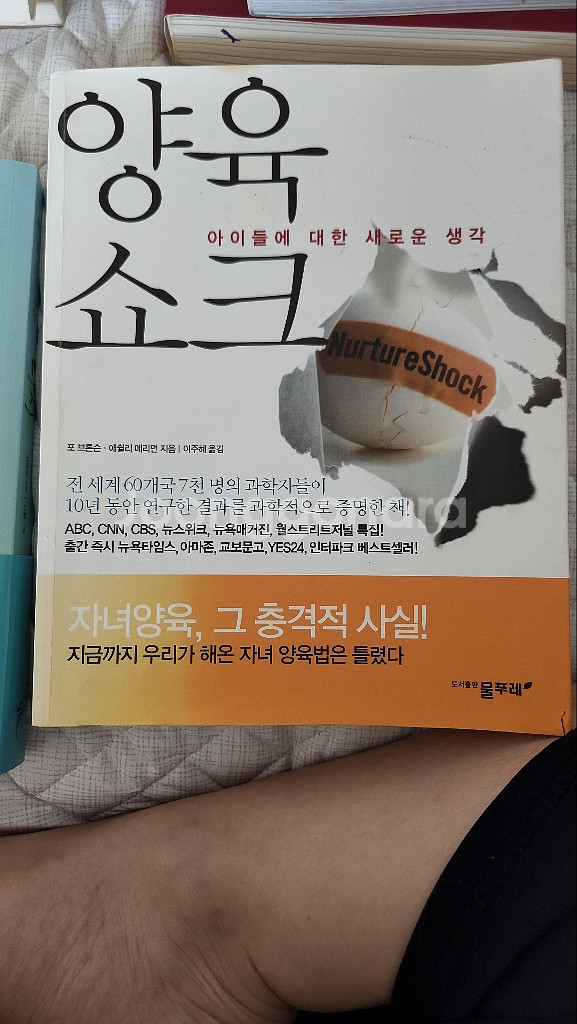 양육
쇼크
아이들에 대한 새로운 생각
NurtureShock
포 브론슨 · 애쉴리 메리먼 지음 | 이주혜 옮김
전 세계 60개국 7천 명의 과학자들이
10년 동안 연구한 결과를 과학적으로 증명한 책!
ABC, CNN, CBS, 뉴스위크, 뉴욕매거진, 월스트리트저널 특집!
출간 즉시 뉴욕타임스, 아마존, 교보문고, YES24, 인터파크 베스트셀러!
자녀양육, 그 충격적 사실!
지금까지 우리가 해온 자녀 양육법은 틀렸다
도서출판 물푸레